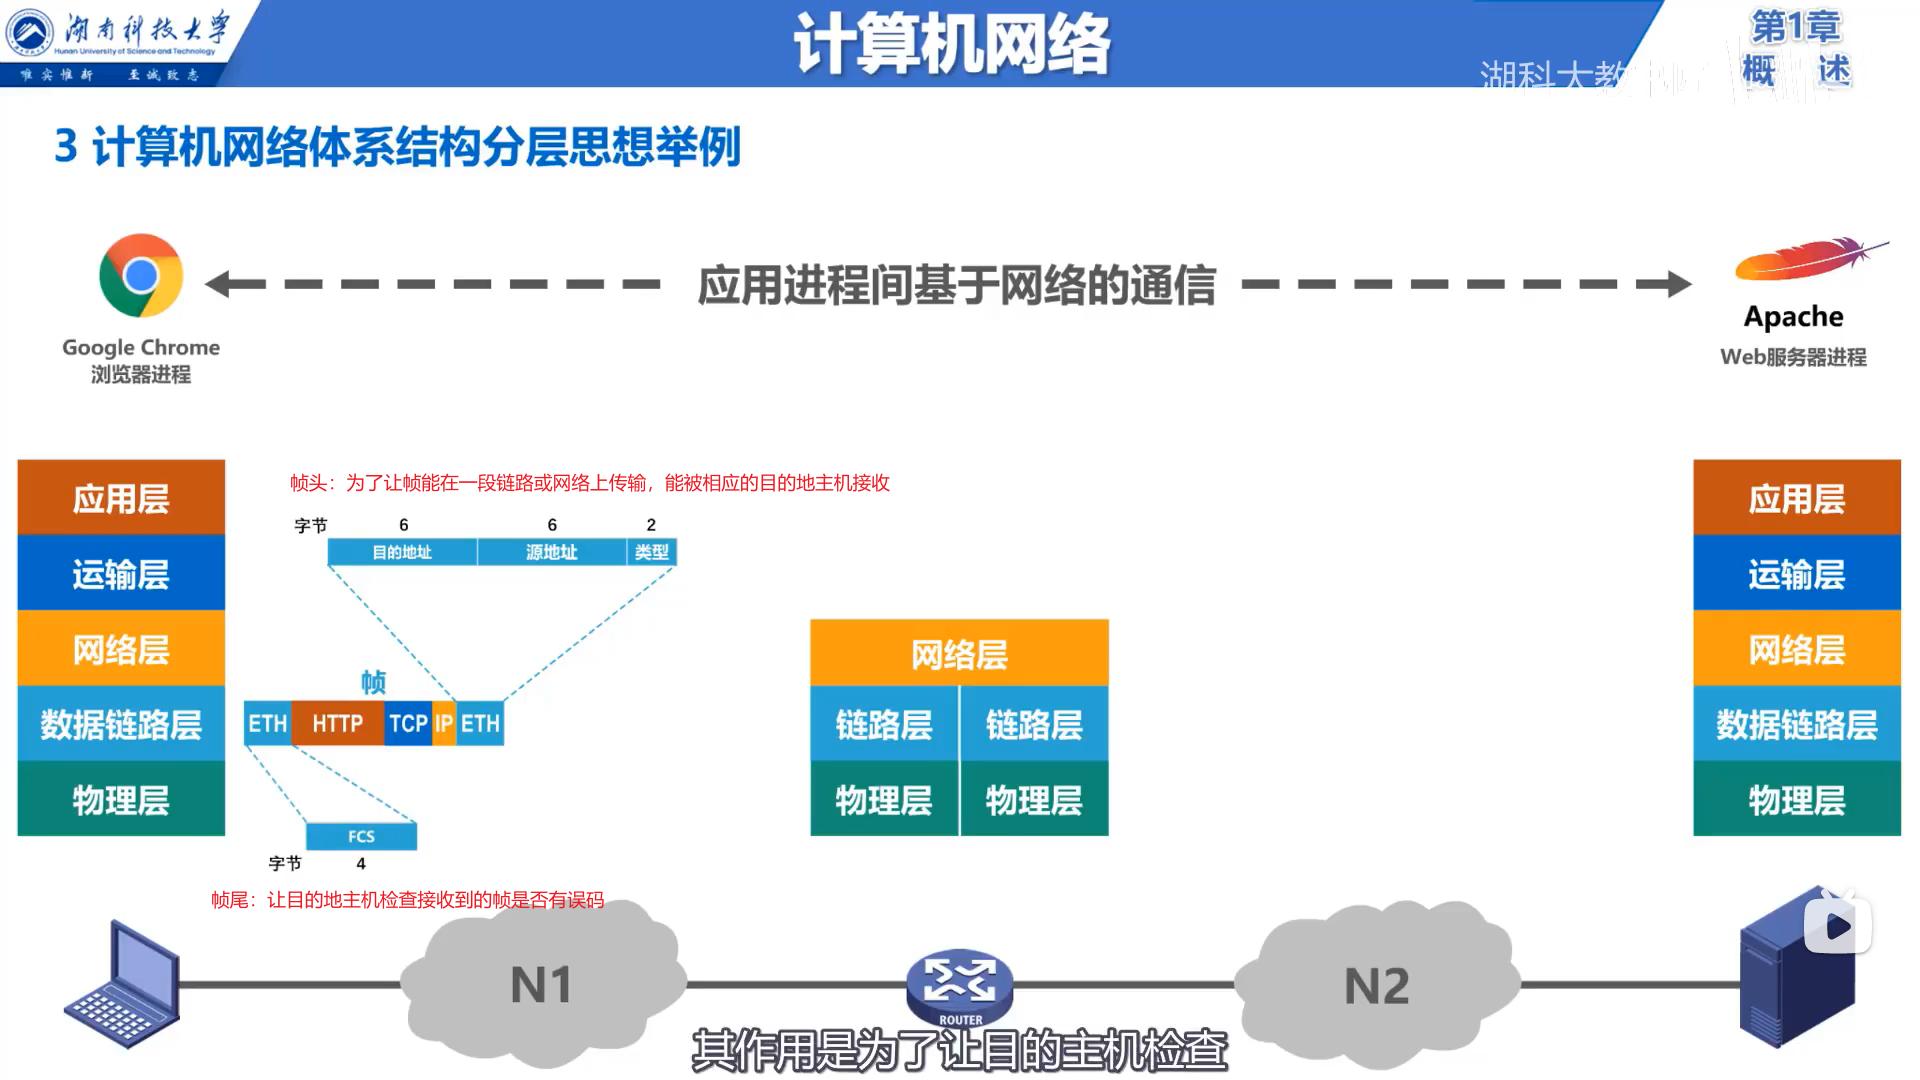 湖南科技大学
Hunan University of Science and Technology
唯实惟新 至诚致志
计算机网络
第1章
概 述
湖科大教书匠
3 计算机网络体系结构分层思想举例
应用进程间基于网络的通信
Google Chrome
浏览器进程
Apache
Web服务器进程
应用层
运输层
网络层
数据链路层
物理层
帧头：为了让帧能在一段链路或网络上传输，能被相应的目的地主机接收
字节 6 6 2
目的地址 源地址 类型
帧
ETH HTTP TCP IP ETH
FCS
字节 4
帧尾：让目的地主机检查接收到的帧是否有误码
网络层
链路层 链路层
物理层 物理层
应用层
运输层
网络层
数据链路层
物理层
N1
ROUTER
N2
其作用是为了让目的主机检查